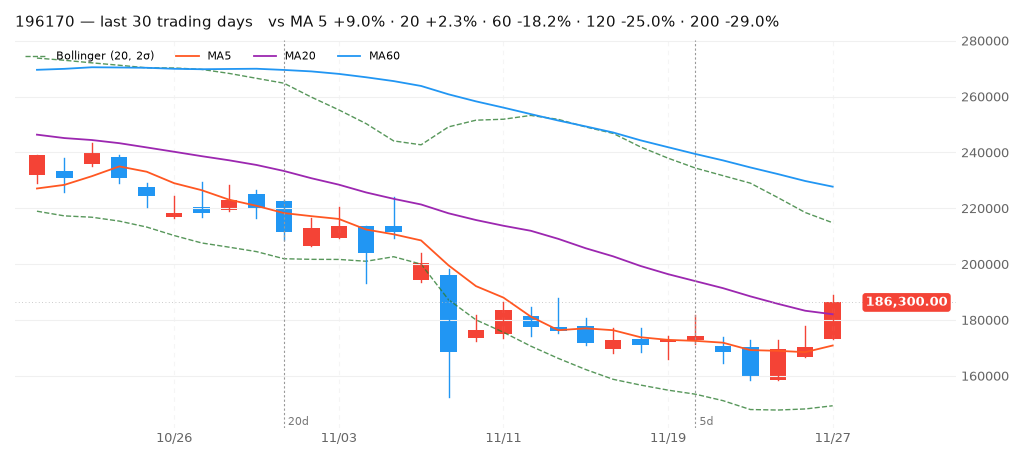 196170 — last 30 trading days   vs MA 5 +9.0% · 20 +2.3% · 60 -18.2% · 120 -25.0% · 200 -29.0%
Bollinger (20, 2σ) MA5 MA20 MA60
280000
260000
240000
220000
200000
186,300.00
180000
160000
20d 5d
10/26 11/03 11/11 11/19 11/27